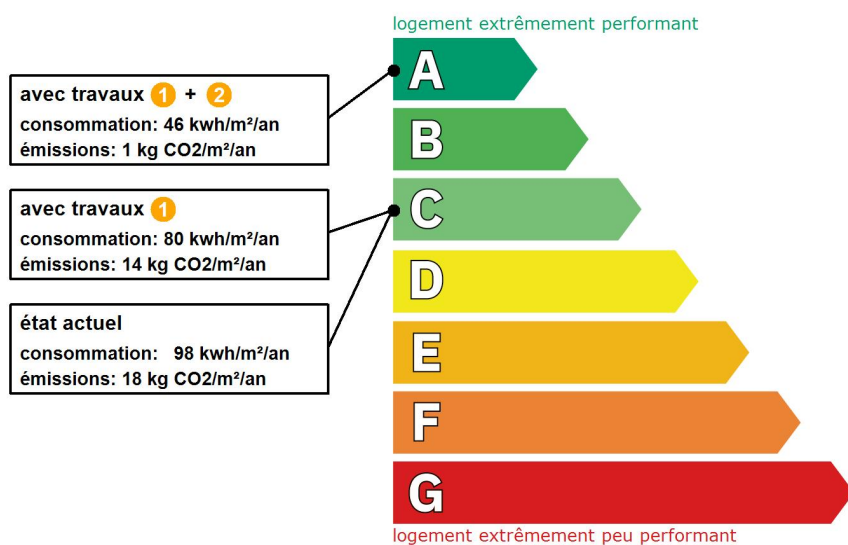 logement extrêmement performant
avec travaux 1 + 2
consommation: 46 kwh/m²/an
émissions: 1 kg CO2/m²/an
avec travaux 1
consommation: 80 kwh/m²/an
émissions: 14 kg CO2/m²/an
état actuel
consommation: 98 kwh/m²/an
émissions: 18 kg CO2/m²/an
A
B
C
D
E
F
G
logement extrêmement peu performant